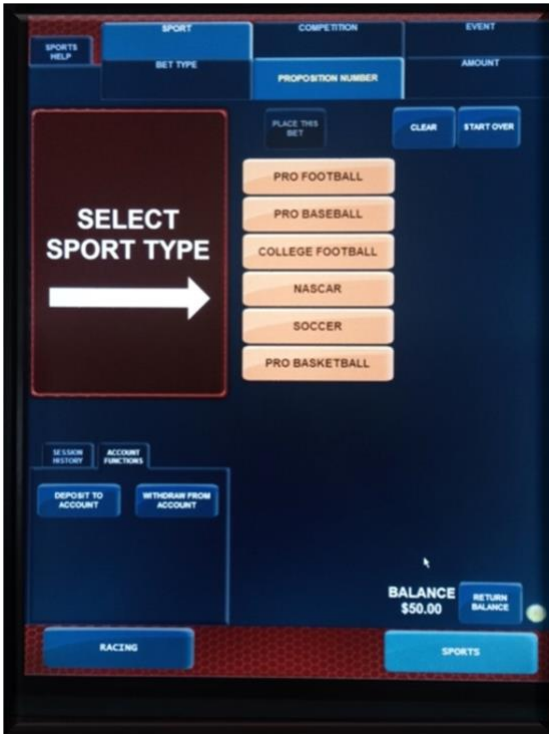 SPORTS
HELP
SPORT
COMPETITION
EVENT
BET TYPE
PROPOSITION NUMBER
AMOUNT
PLACE THIS
BET
CLEAR
START OVER
SELECT
SPORT TYPE
PRO FOOTBALL
PRO BASEBALL
COLLEGE FOOTBALL
NASCAR
SOCCER
PRO BASKETBALL
SESSION
HISTORY
ACCOUNT
FUNCTIONS
DEPOSIT TO
ACCOUNT
WITHDRAW FROM
ACCOUNT
BALANCE
$50.00
RETURN
BALANCE
RACING
SPORTS